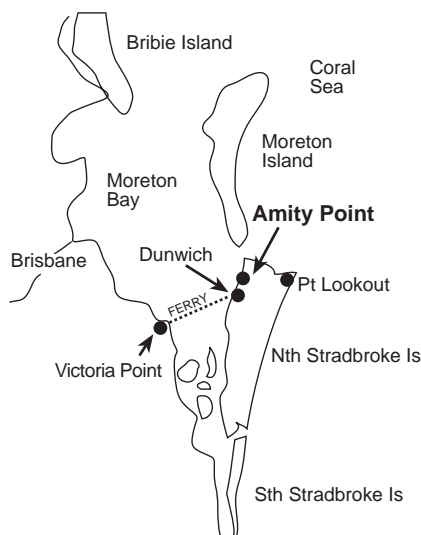 Bribie Island
Coral
Sea
Moreton
Island
Moreton
Bay
Amity Point
Dunwich
Brisbane
Pt Lookout
FERRY
Nth Stradbroke Is
Victoria Point
Sth Stradbroke Is